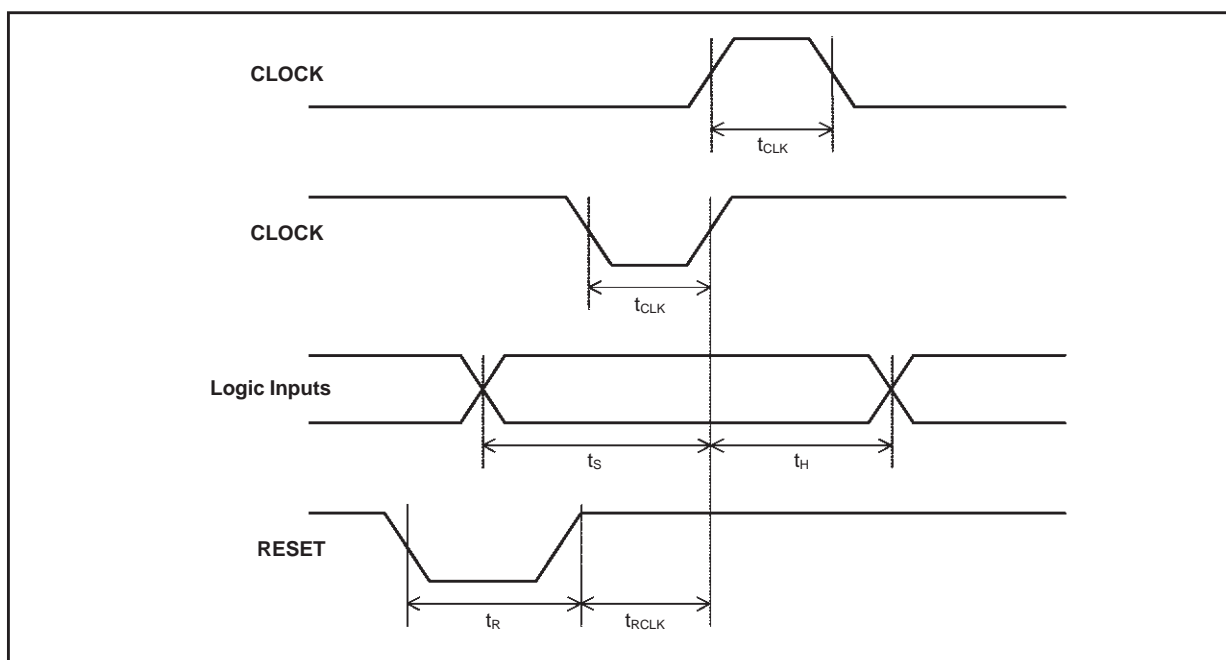 CLOCK
tCLK
CLOCK
tCLK
Logic Inputs
tS
tH
RESET
tR
tRCLK